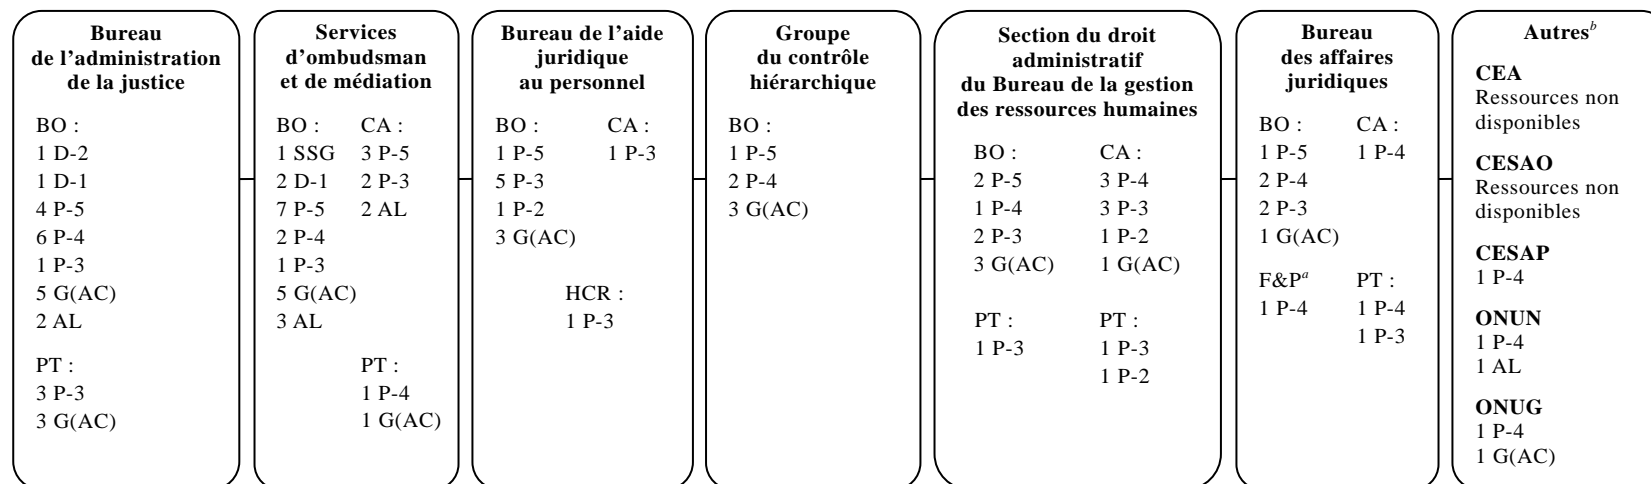 Bureau
de l’administration
de la justice
BO :
1 D-2
1 D-1
4 P-5
6 P-4
1 P-3
5 G(AC)
2 AL
PT :
3 P-3
3 G(AC)
Services
d’ombudsman
et de médiation
BO : CA :
1 SSG 3 P-5
2 D-1 2 P-3
7 P-5 2 AL
2 P-4
1 P-3
5 G(AC)
3 AL
PT :
1 P-4
1 G(AC)
Bureau de l’aide
juridique
au personnel
BO : CA :
1 P-5 1 P-3
5 P-3
1 P-2
3 G(AC)
HCR :
1 P-3
Groupe
du contrôle
hiérarchique
BO :
1 P-5
2 P-4
3 G(AC)
Section du droit
administratif
du Bureau de la gestion
des ressources humaines
BO : CA :
2 P-5 3 P-4
1 P-4 3 P-3
2 P-3 1 P-2
3 G(AC) 1 G(AC)
PT : PT :
1 P-3 1 P-3
1 P-2
Bureau
des affaires
juridiques
BO : CA :
1 P-5 1 P-4
2 P-4
2 P-3
1 G(AC)
F&P^a PT :
1 P-4 1 P-4
1 P-3
Autres^b
CEA
Ressources non
disponibles
CESAO
Ressources non
disponibles
CESAP
1 P-4
ONUN
1 P-4
1 AL
ONUG
1 P-4
1 G(AC)